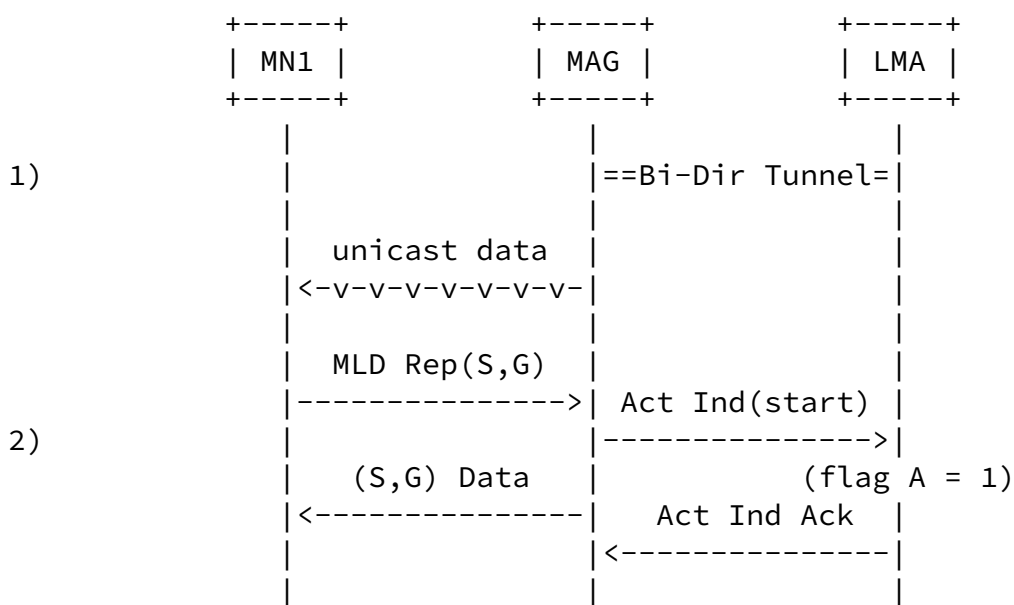 +-----+ +-----+ +-----+
| MN1 | | MAG | | LMA |
+-----+ +-----+ +-----+
| | |
1) | |==Bi-Dir Tunnel=|
| | |
| unicast data | |
|<-v-v-v-v-v-v-v-| |
| | |
| MLD Rep(S,G) | |
|--------------->| Act Ind(start) |
2) | |--------------->|
| (S,G) Data | (flag A = 1)
|<---------------| Act Ind Ack |
| |<---------------|
| | |